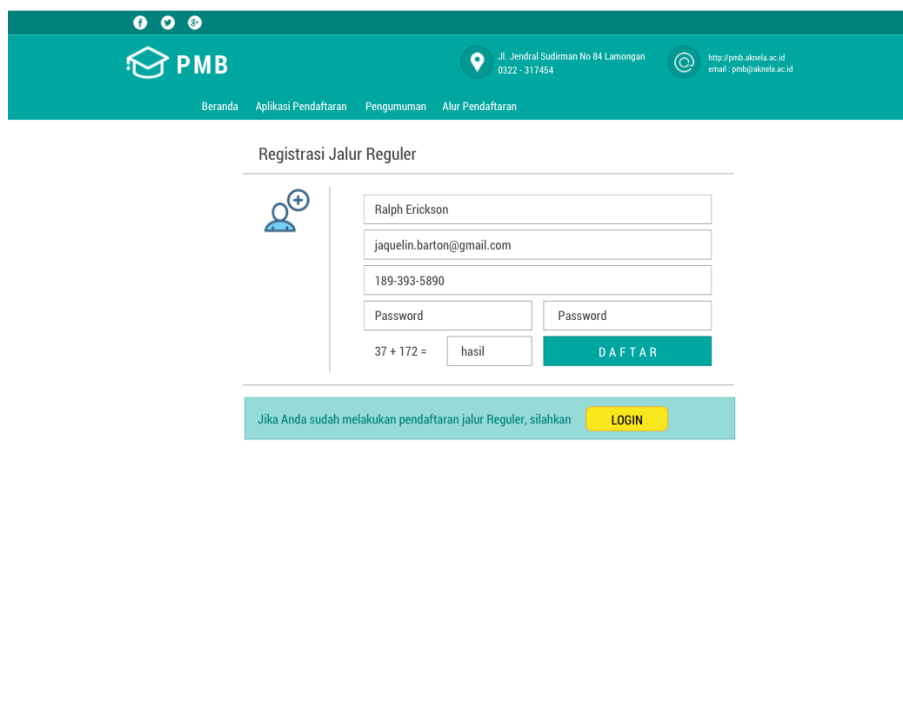 PMB
Jl. Jendral Sudirman No 84 Lamongan
0322 - 317454
http://pmb.aknela.ac.id
email : pmb@aknela.ac.id
Beranda Aplikasi Pendaftaran Pengumuman Alur Pendaftaran
Registrasi Jalur Reguler
Ralph Erickson
jaquelin.barton@gmail.com
189-393-5890
Password Password
37 + 172 = hasil DAFTAR
Jika Anda sudah melakukan pendaftaran jalur Reguler, silahkan LOGIN